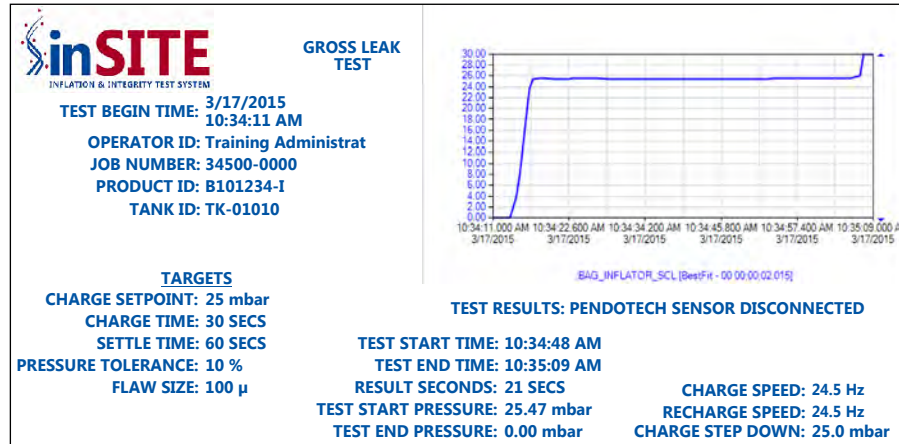 inSITE
INFLATION & INTEGRITY TEST SYSTEM
GROSS LEAK
TEST
TEST BEGIN TIME: 3/17/2015
10:34:11 AM
OPERATOR ID: Training Administrat
JOB NUMBER: 34500-0000
PRODUCT ID: B101234-I
TANK ID: TK-01010
30.00
28.00
26.00
24.00
22.00
20.00
18.00
16.00
14.00
12.00
10.00
8.00
6.00
4.00
2.00
0.00
10:34:11.000 AM 10:34:22.600 AM 10:34:34.200 AM 10:34:45.800 AM 10:34:57.400 AM 10:35:09.000 A
3/17/2015 3/17/2015 3/17/2015 3/17/2015 3/17/2015 3/17/2015
BAG_INFLATOR_SCL [BestFit - 00 00:00:02.015]
TARGETS
CHARGE SETPOINT: 25 mbar
CHARGE TIME: 30 SECS
SETTLE TIME: 60 SECS
PRESSURE TOLERANCE: 10 %
FLAW SIZE: 100 µ
TEST RESULTS: PENDOTECH SENSOR DISCONNECTED
TEST START TIME: 10:34:48 AM
TEST END TIME: 10:35:09 AM
RESULT SECONDS: 21 SECS
TEST START PRESSURE: 25.47 mbar
TEST END PRESSURE: 0.00 mbar
CHARGE SPEED: 24.5 Hz
RECHARGE SPEED: 24.5 Hz
CHARGE STEP DOWN: 25.0 mbar